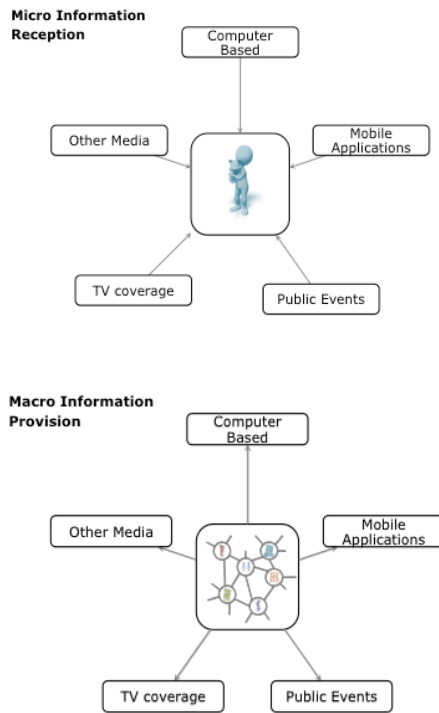 Micro Information
Reception
Computer
Based
Other Media
Mobile
Applications
TV coverage
Public Events
Macro Information
Provision
Computer
Based
Other Media
Mobile
Applications
TV coverage
Public Events